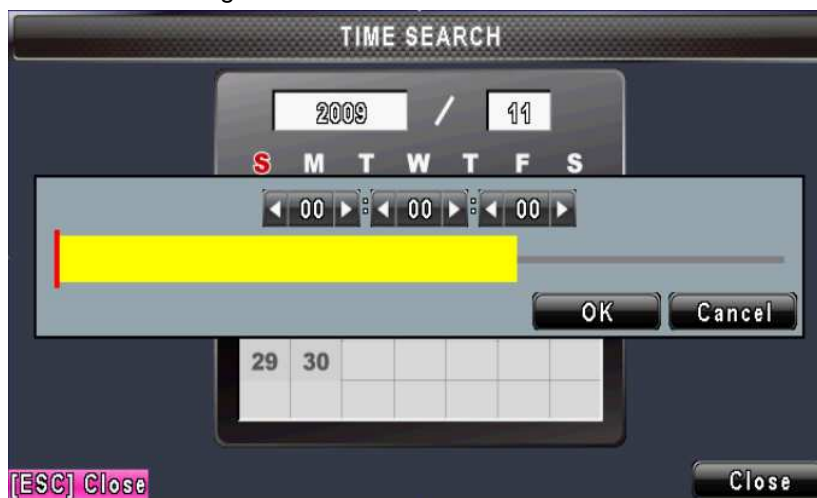 TIME SEARCH
2009 / 11
S M T W T F S
00 : 00 : 00
OK Cancel
29 30
[ESC] Close
Close